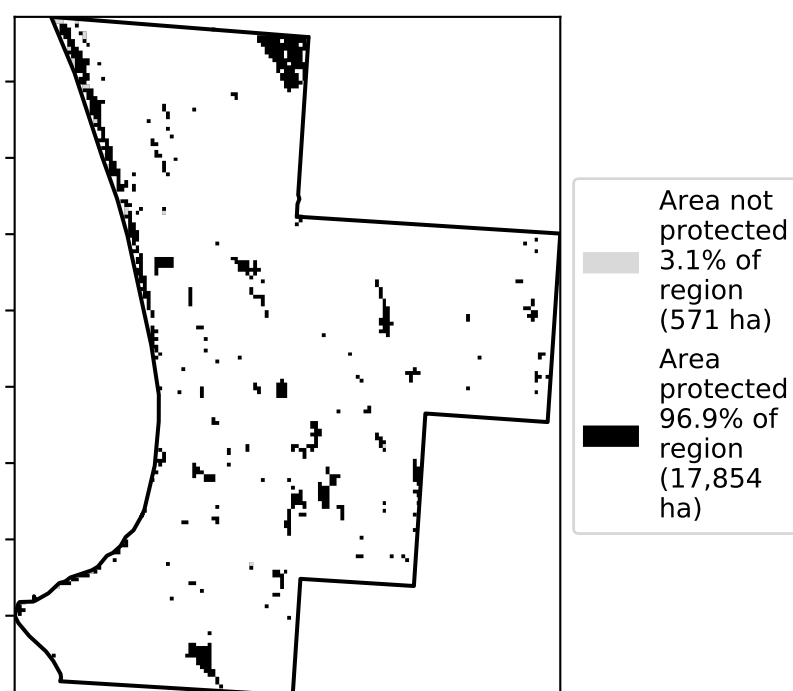 Area not
protected
3.1% of
region
(571 ha)
Area
protected
96.9% of
region
(17,854
ha)